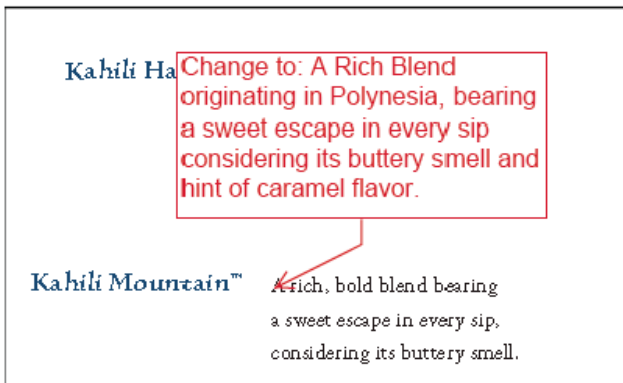 Kahili Ha
Change to: A Rich Blend
originating in Polynesia, bearing
a sweet escape in every sip
considering its buttery smell and
hint of caramel flavor.
Kahili Mountain™
A rich, bold blend bearing
a sweet escape in every sip,
considering its buttery smell.